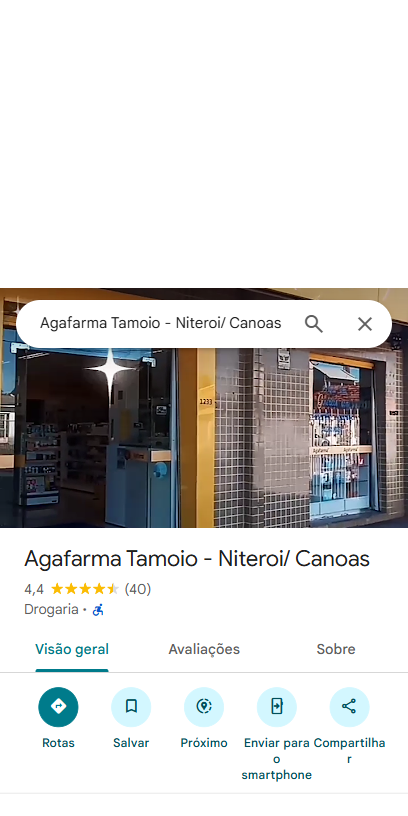 Agafarma Tamoio - Niteroi/ Canoas
1233
Agafarma Tamoio - Niteroi/ Canoas
4,4 (40)
Drogaria ·
Visão geral Avaliações Sobre
Rotas
Salvar
Próximo
Enviar para
o
smartphone
Compartilha
r